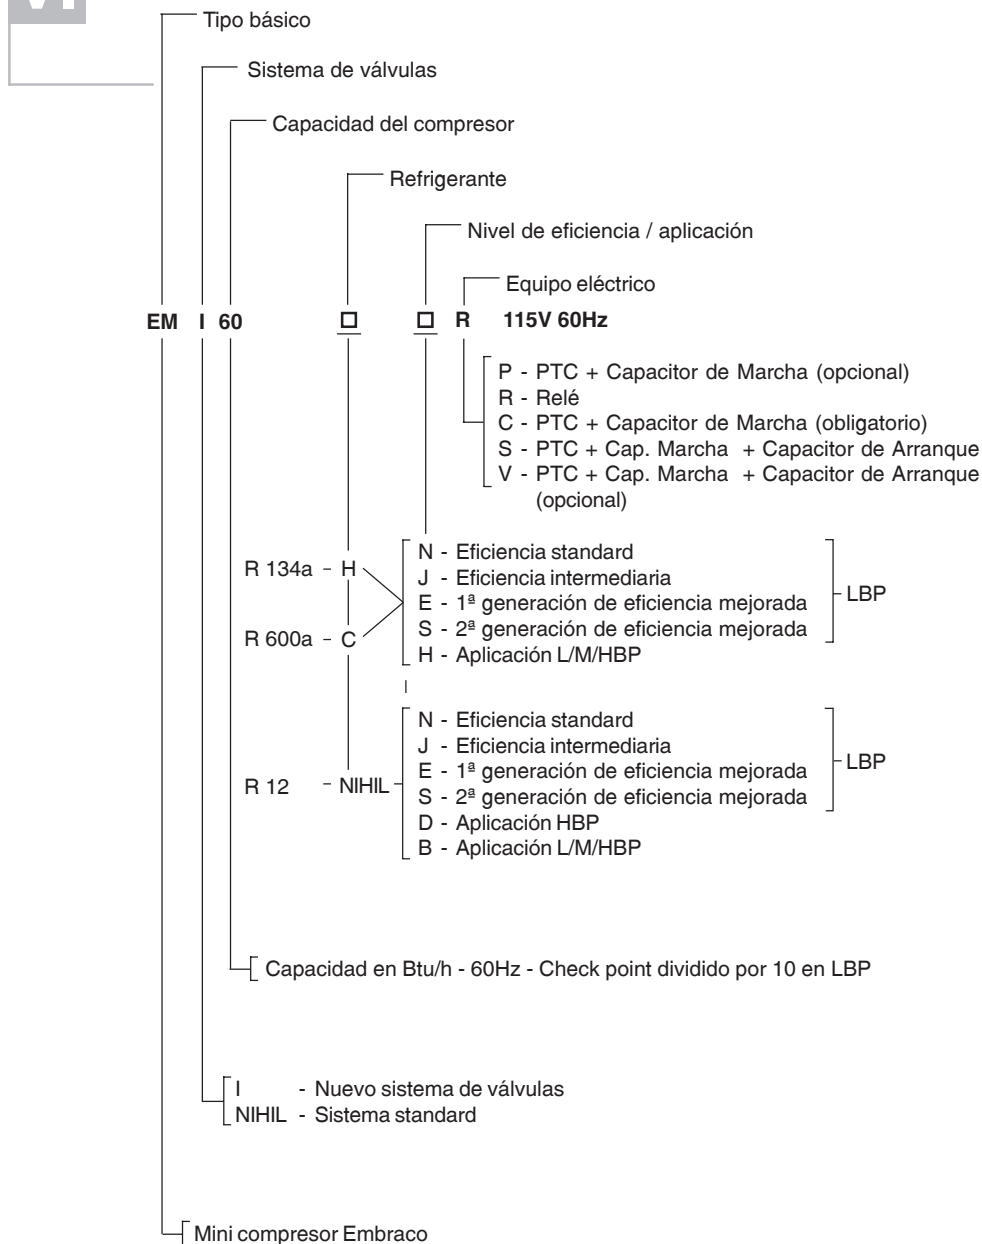 VI
Tipo básico
Sistema de válvulas
Capacidad del compresor
Refrigerante
Nivel de eficiencia / aplicación
Equipo eléctrico
EM I 60 R 115V 60Hz
P - PTC + Capacitor de Marcha (opcional)
R - Relé
C - PTC + Capacitor de Marcha (obligatorio)
S - PTC + Cap. Marcha + Capacitor de Arranque
V - PTC + Cap. Marcha + Capacitor de Arranque
(opcional)
R 134a - H
R 600a - C
N - Eficiencia standard
J - Eficiencia intermediaria
E - 1ª generación de eficiencia mejorada
S - 2ª generación de eficiencia mejorada
H - Aplicación L/M/HBP
LBP
R 12 - NIHIL
N - Eficiencia standard
J - Eficiencia intermediaria
E - 1ª generación de eficiencia mejorada
S - 2ª generación de eficiencia mejorada
D - Aplicación HBP
B - Aplicación L/M/HBP
LBP
Capacidad en Btu/h - 60Hz - Check point dividido por 10 en LBP
I - Nuevo sistema de válvulas
NIHIL - Sistema standard
Mini compresor Embraco